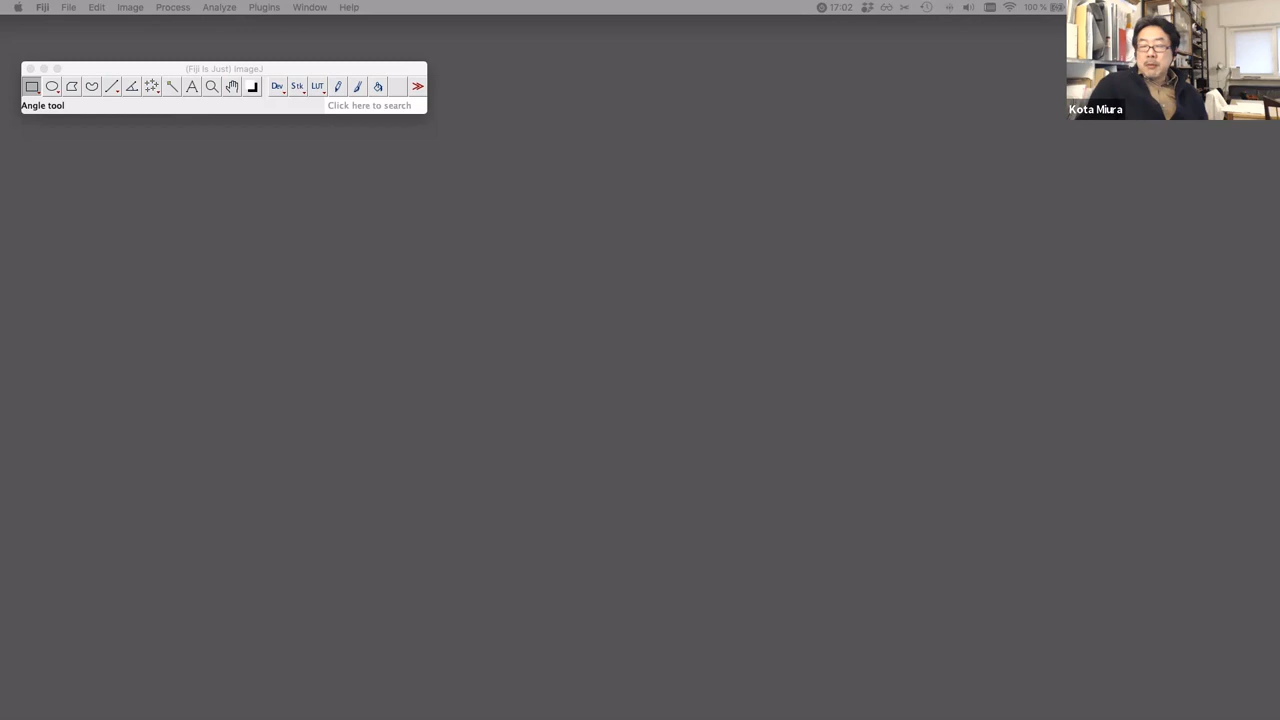 Fiji File Edit Image Process Analyze Plugins Window Help 17:02 100 %
(Fiji Is Just) ImageJ
Dev Stk LUT
Angle tool Click here to search
Kota Miura